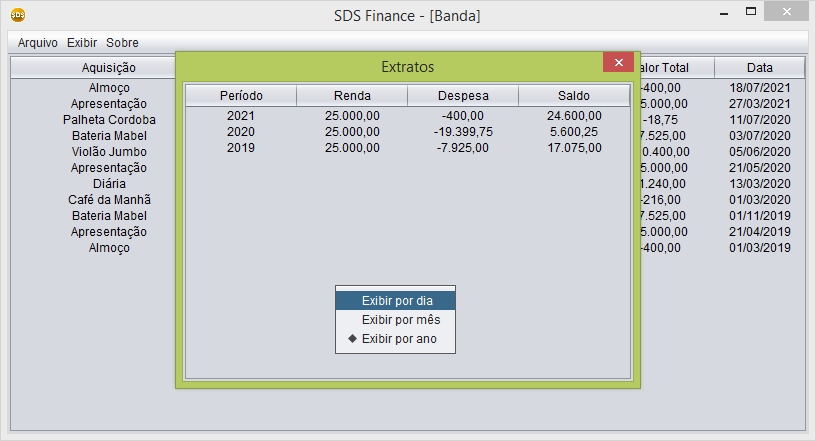 SDS
SDS Finance - [Banda]
Arquivo Exibir Sobre
Aquisição alor Total Data
Almoço -400,00 18/07/2021
Apresentação 5.000,00 27/03/2021
Palheta Cordoba -18,75 11/07/2020
Bateria Mabel 7.525,00 03/07/2020
Violão Jumbo 0.400,00 05/06/2020
Apresentação 5.000,00 21/05/2020
Diária 1.240,00 13/03/2020
Café da Manhã -216,00 01/03/2020
Bateria Mabel 7.525,00 01/11/2019
Apresentação 5.000,00 21/04/2019
Almoço -400,00 01/03/2019
Extratos
Período Renda Despesa Saldo
2021 25.000,00 -400,00 24.600,00
2020 25.000,00 -19.399,75 5.600,25
2019 25.000,00 -7.925,00 17.075,00
Exibir por dia
Exibir por mês
Exibir por ano